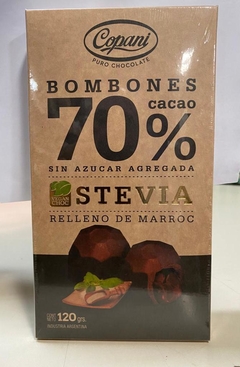 Copani
PURO CHOCOLATE
BOMBONES
70% cacao
SIN AZUCAR AGREGADA
STEVIA
RELLENO DE MARROC
120 grs.
INDUSTRIA ARGENTINA